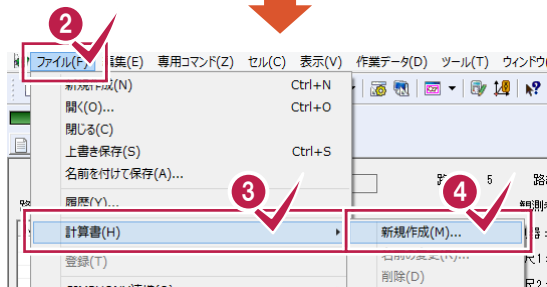 2
ファイル(F) 編集(E) 専用コマンド(Z) セル(C) 表示(V) 作業データ(D) ツール(T) ウィンドウ
新規作成(N) Ctrl+N
開く(O)...
閉じる(C)
上書き保存(S) Ctrl+S
名前を付けて保存(A)...
3 4
5
履歴(Y)...
計算書(H) 新規作成(M)...
登録(T) 名前の変更(R)...
削除(D)